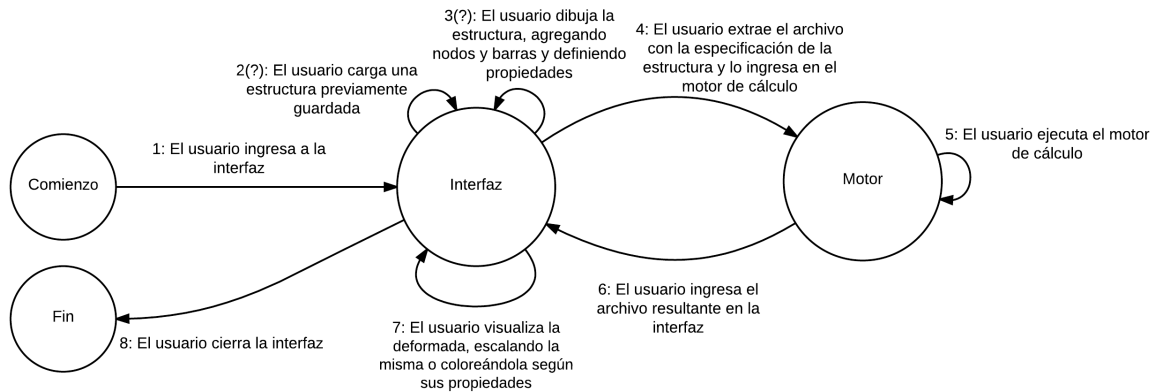 3(?): El usuario dibuja la
estructura, agregando
nodos y barras y definiendo
propiedades
4: El usuario extrae el archivo
con la especificación de la
estructura y lo ingresa en el
motor de cálculo
2(?): El usuario carga una
estructura previamente
guardada
1: El usuario ingresa a la
interfaz
5: El usuario ejecuta el motor
de cálculo
Comienzo
Interfaz
Motor
6: El usuario ingresa el
archivo resultante en la
interfaz
Fin
8: El usuario cierra la interfaz
7: El usuario visualiza la
deformada, escalando la
misma o coloreándola según
sus propiedades